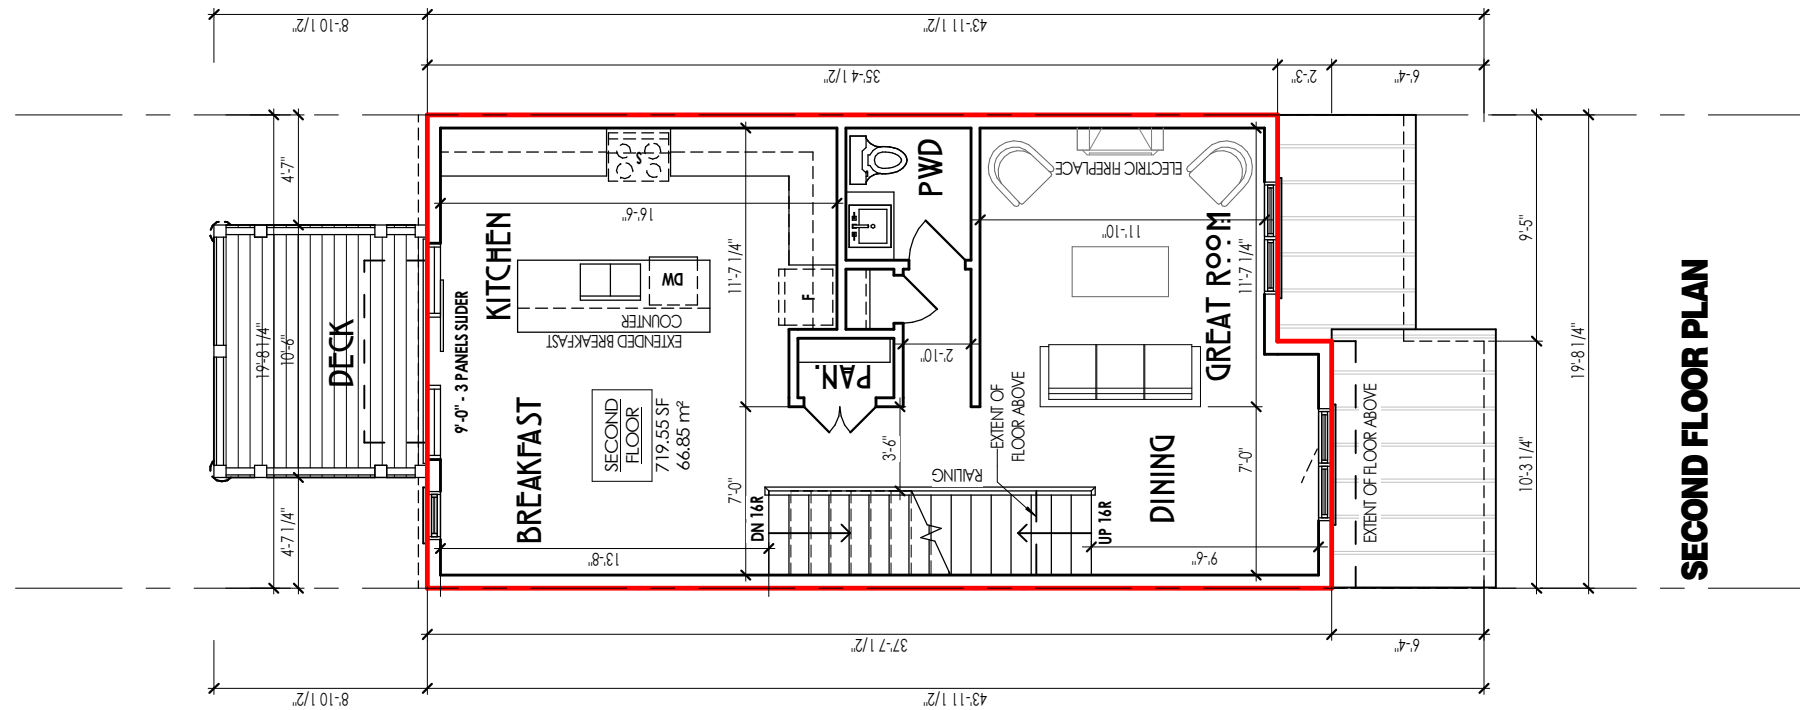 8'-10 1/2"
43'-11 1/2"
35'-4 1/2"
2'-3"
6'-4"
4'-7"
19'-8 1/4"
10'-6"
4'-7 1/4"
DECK
9'-0" - 3 PANELS SLIDER
KITCHEN
16'-6"
S
DW
EXTENDED BREAKFAST
COUNTER
11'-7 1/4"
F
PWD
PAN.
2'-10"
ELECTRIC FIREPLACE
11'-10"
GREAT ROOM
11'-7 1/4"
BREAKFAST
SECOND
FLOOR
719.55 SF
66.85 m²
7'-0"
3'-6"
RAILING
EXTENT OF
FLOOR ABOVE
DINING
7'-0"
DN 16R
UP 16R
13'-8"
9'-6"
EXTENT OF FLOOR ABOVE
9'-5"
10'-3 1/4"
19'-8 1/4"
37'-7 1/2"
6'-4"
8'-10 1/2"
43'-11 1/2"
SECOND FLOOR PLAN